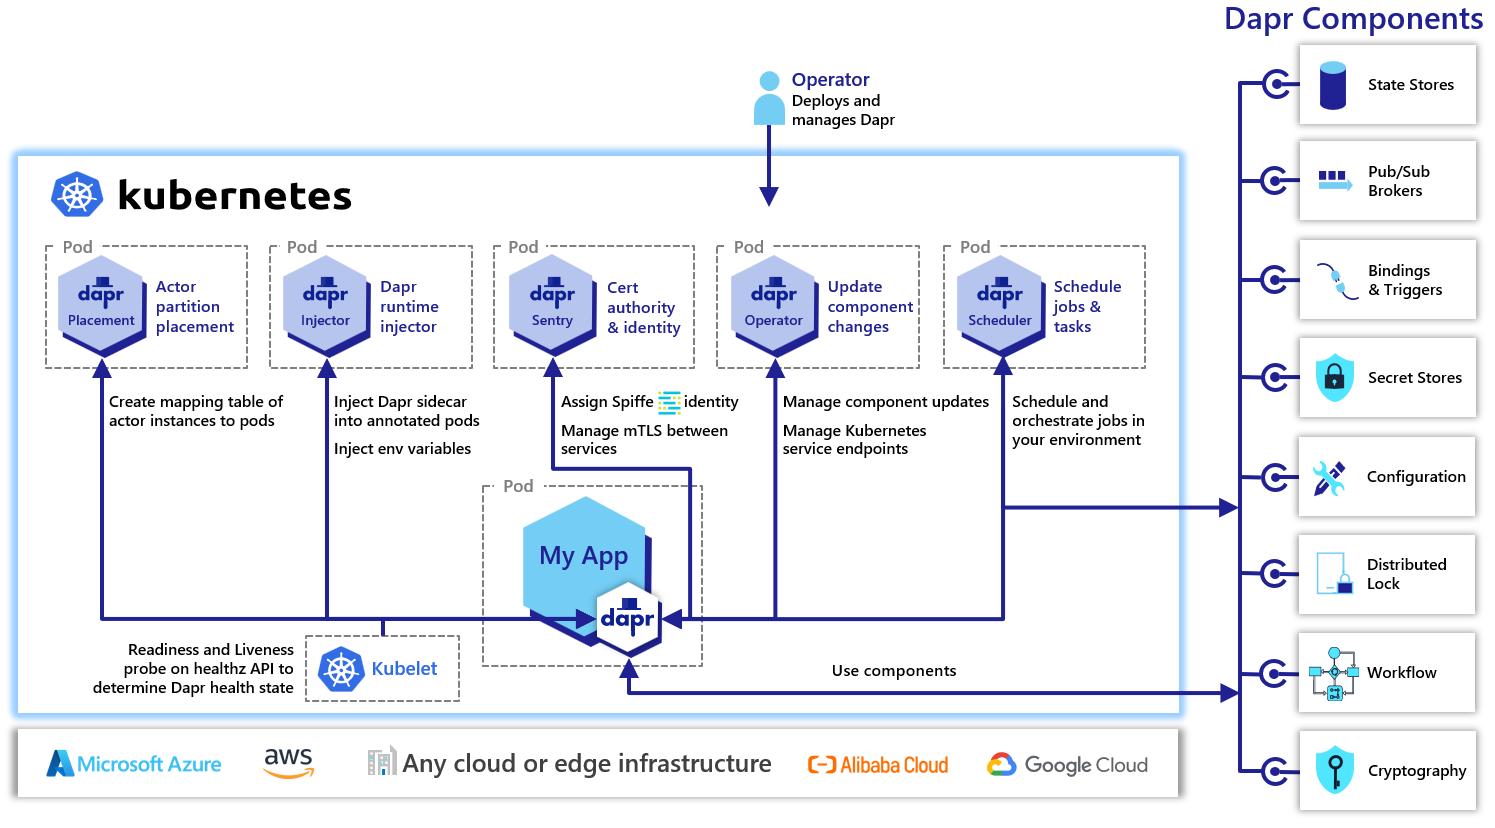 Dapr Components
Operator
Deploys and
manages Dapr
kubernetes
Pod
dapr
Placement
Actor
partition
placement
Pod
dapr
Injector
Dapr
runtime
injector
Pod
dapr
Sentry
Cert
authority
& identity
Pod
dapr
Operator
Update
component
changes
Pod
dapr
Scheduler
Schedule
jobs &
tasks
Create mapping table of
actor instances to pods
Inject Dapr sidecar
into annotated pods
Inject env variables
Assign Spiffe identity
Manage mTLS between
services
Manage component updates
Manage Kubernetes
service endpoints
Schedule and
orchestrate jobs in
your environment
Pod
My App
dapr
Readiness and Liveness
probe on healthz API to
determine Dapr health state
Kubelet
Use components
Microsoft Azure
aws
Any cloud or edge infrastructure
Alibaba Cloud
Google Cloud
State Stores
Pub/Sub
Brokers
Bindings
& Triggers
Secret Stores
Configuration
Distributed
Lock
Workflow
Cryptography